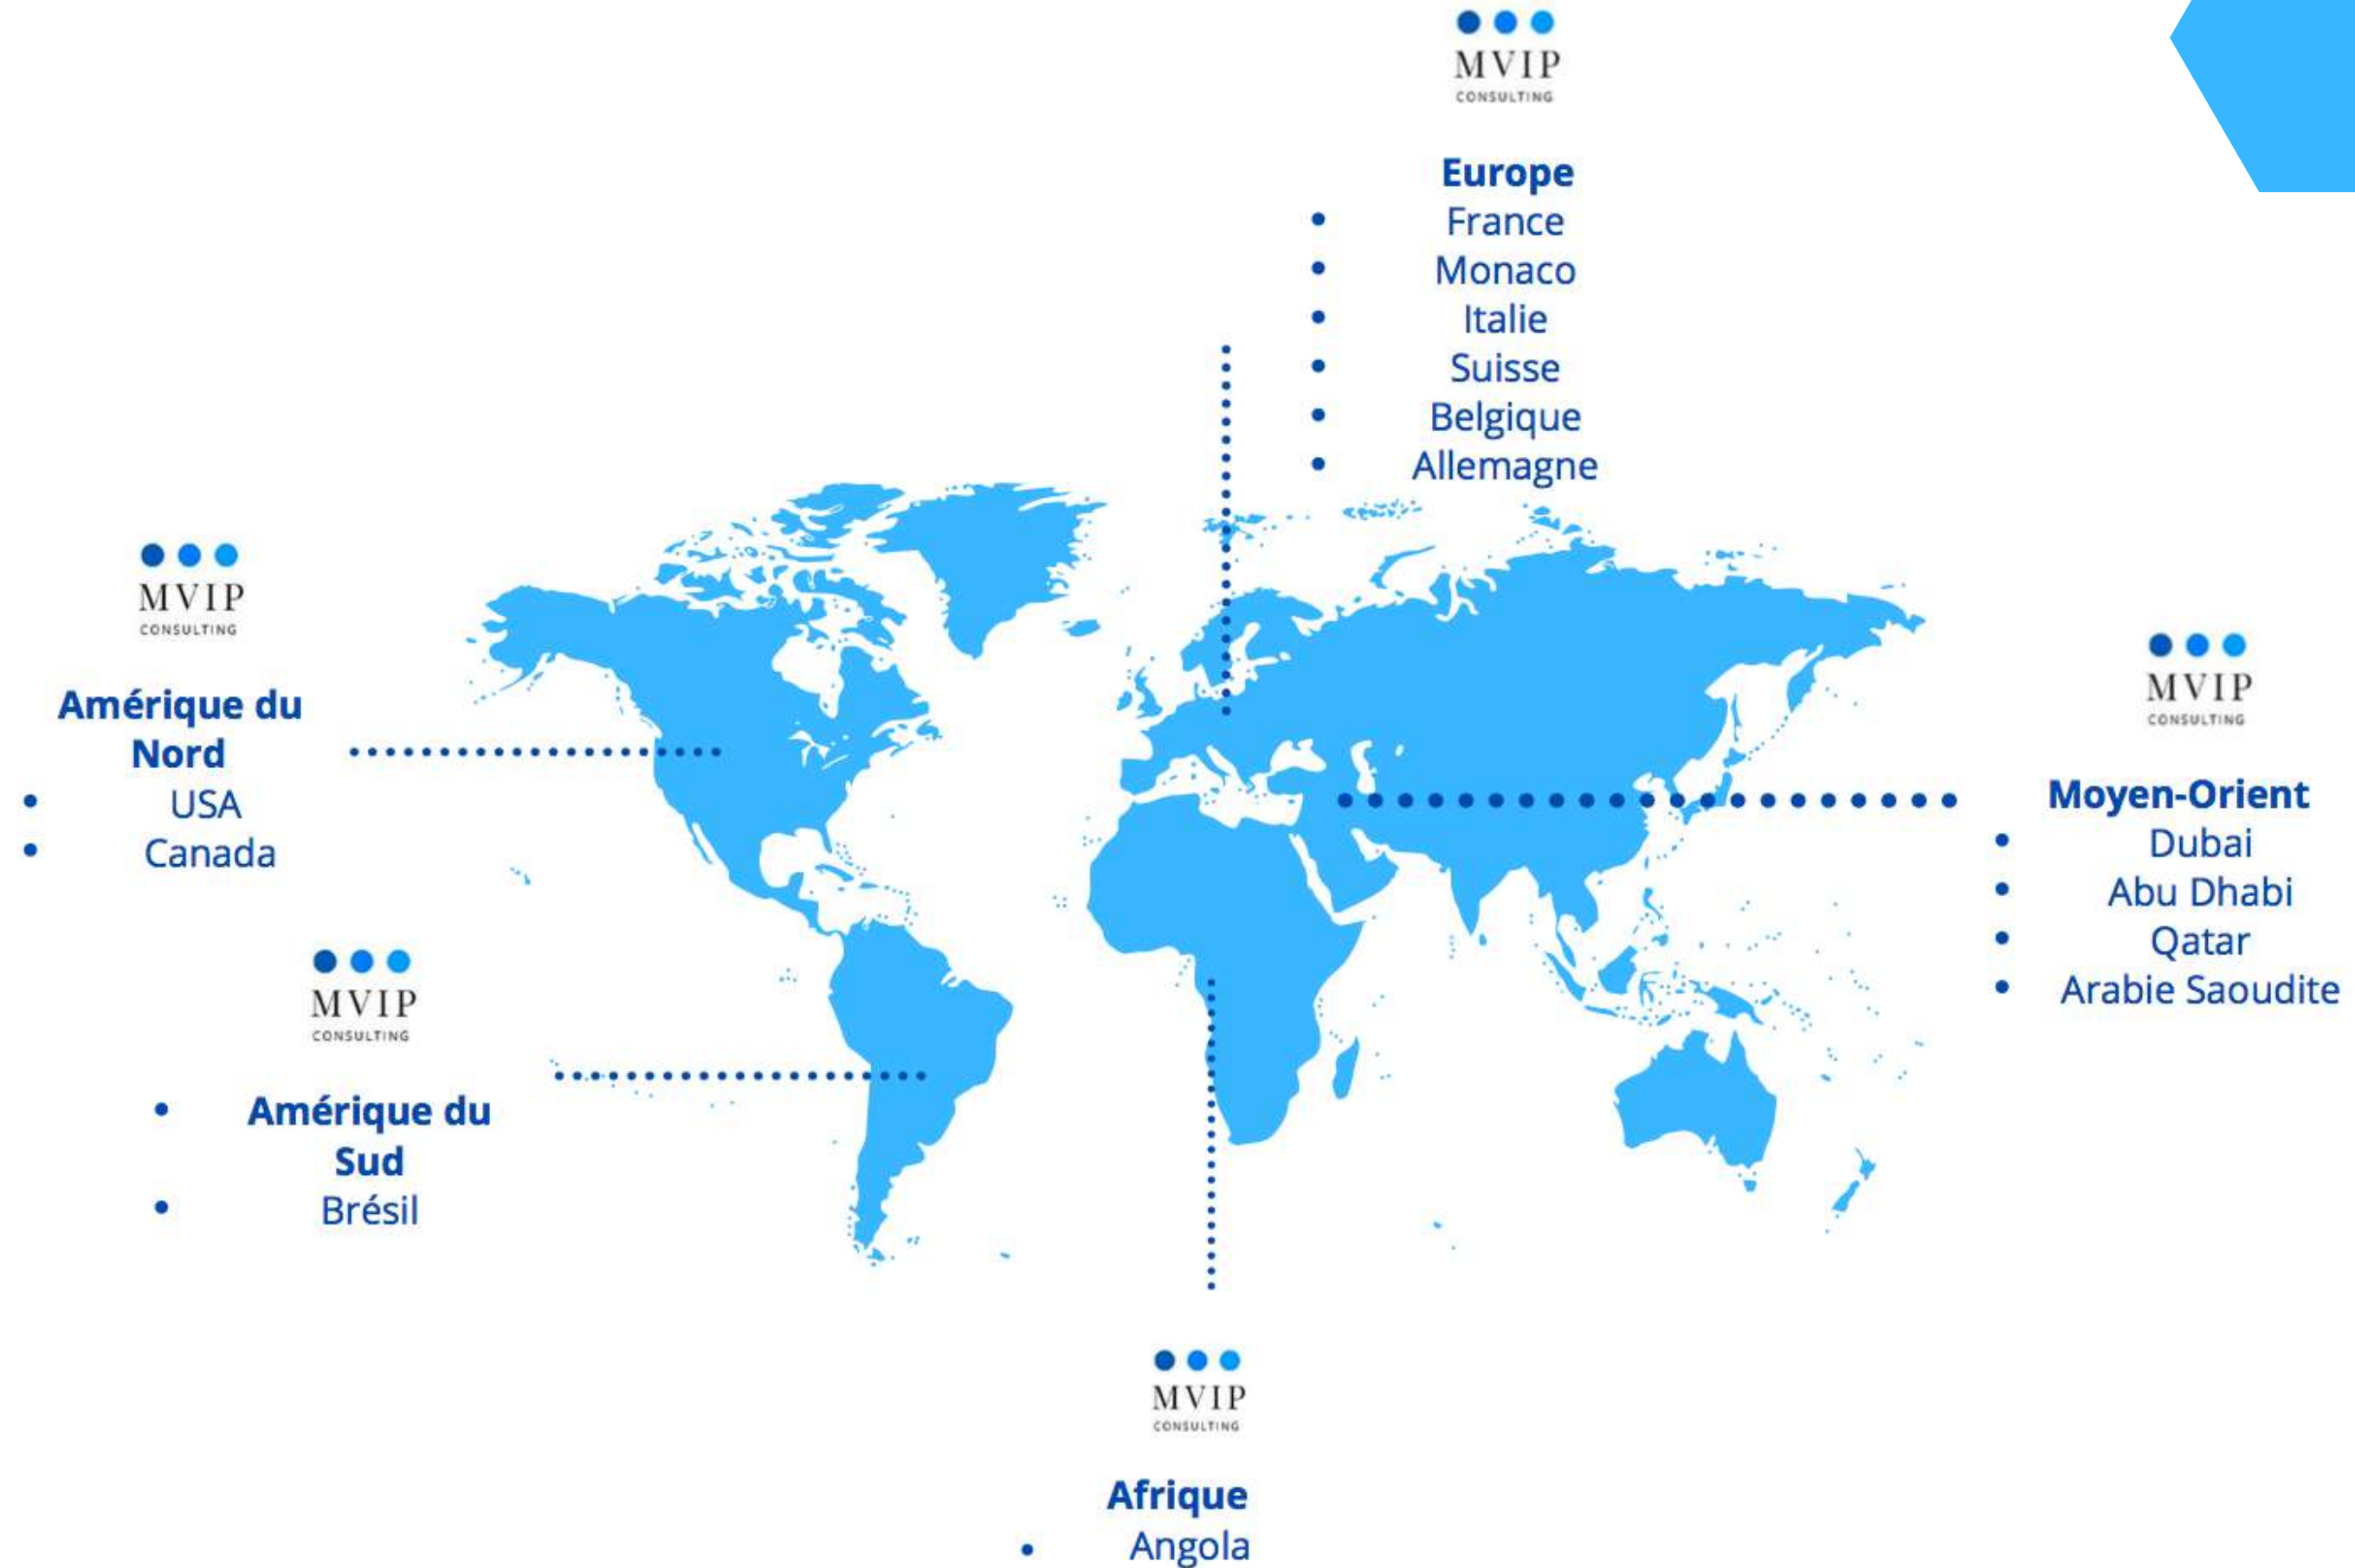 MVIP
CONSULTING
Europe
• France
• Monaco
• Italie
• Suisse
• Belgique
• Allemagne
MVIP
CONSULTING
Amérique du
Nord
• USA
• Canada
MVIP
CONSULTING
Moyen-Orient
• Dubai
• Abu Dhabi
• Qatar
• Arabie Saoudite
MVIP
CONSULTING
• Amérique du
Sud
• Brésil
MVIP
CONSULTING
Afrique
• Angola